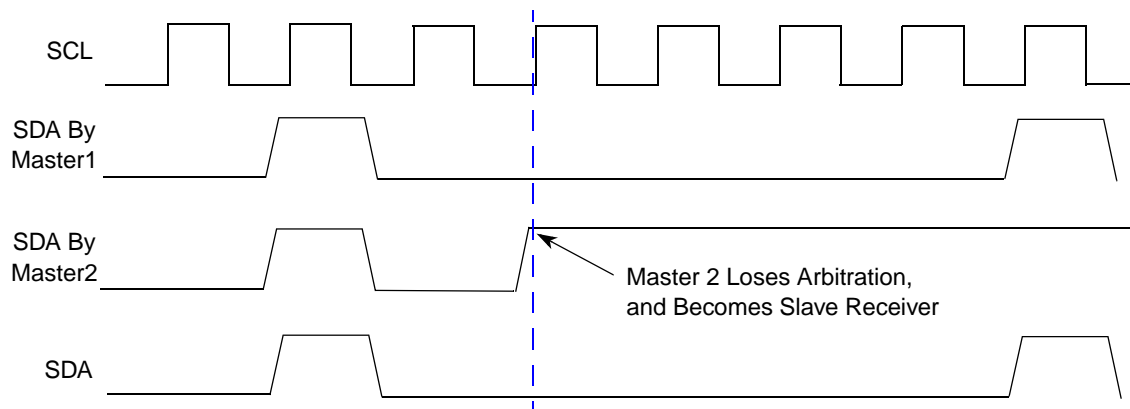 SCL
SDA By
Master1
SDA By
Master2
Master 2 Loses Arbitration,
and Becomes Slave Receiver
SDA